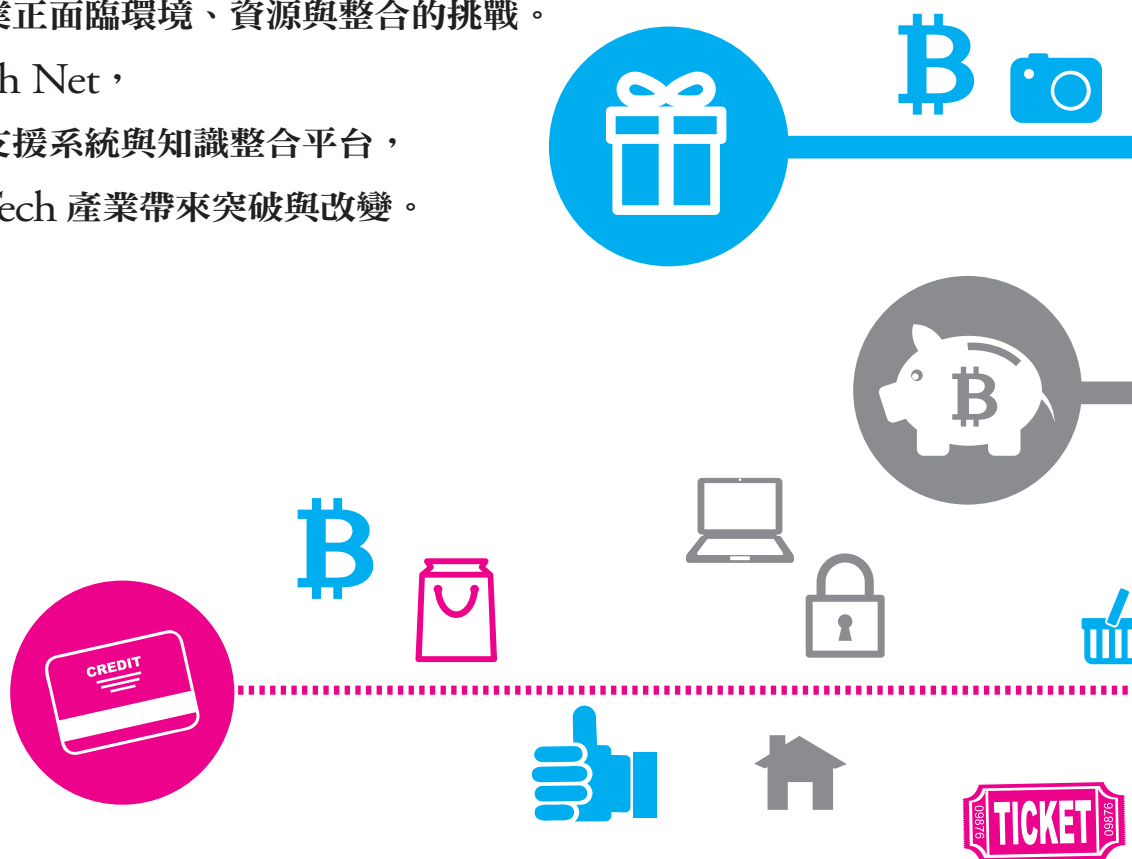 業正面臨環境、資源與整合的挑戰。
h Net，
支援系統與知識整合平台，
Tech 產業帶來突破與改變。
CREDIT
TICKET
09876
09876